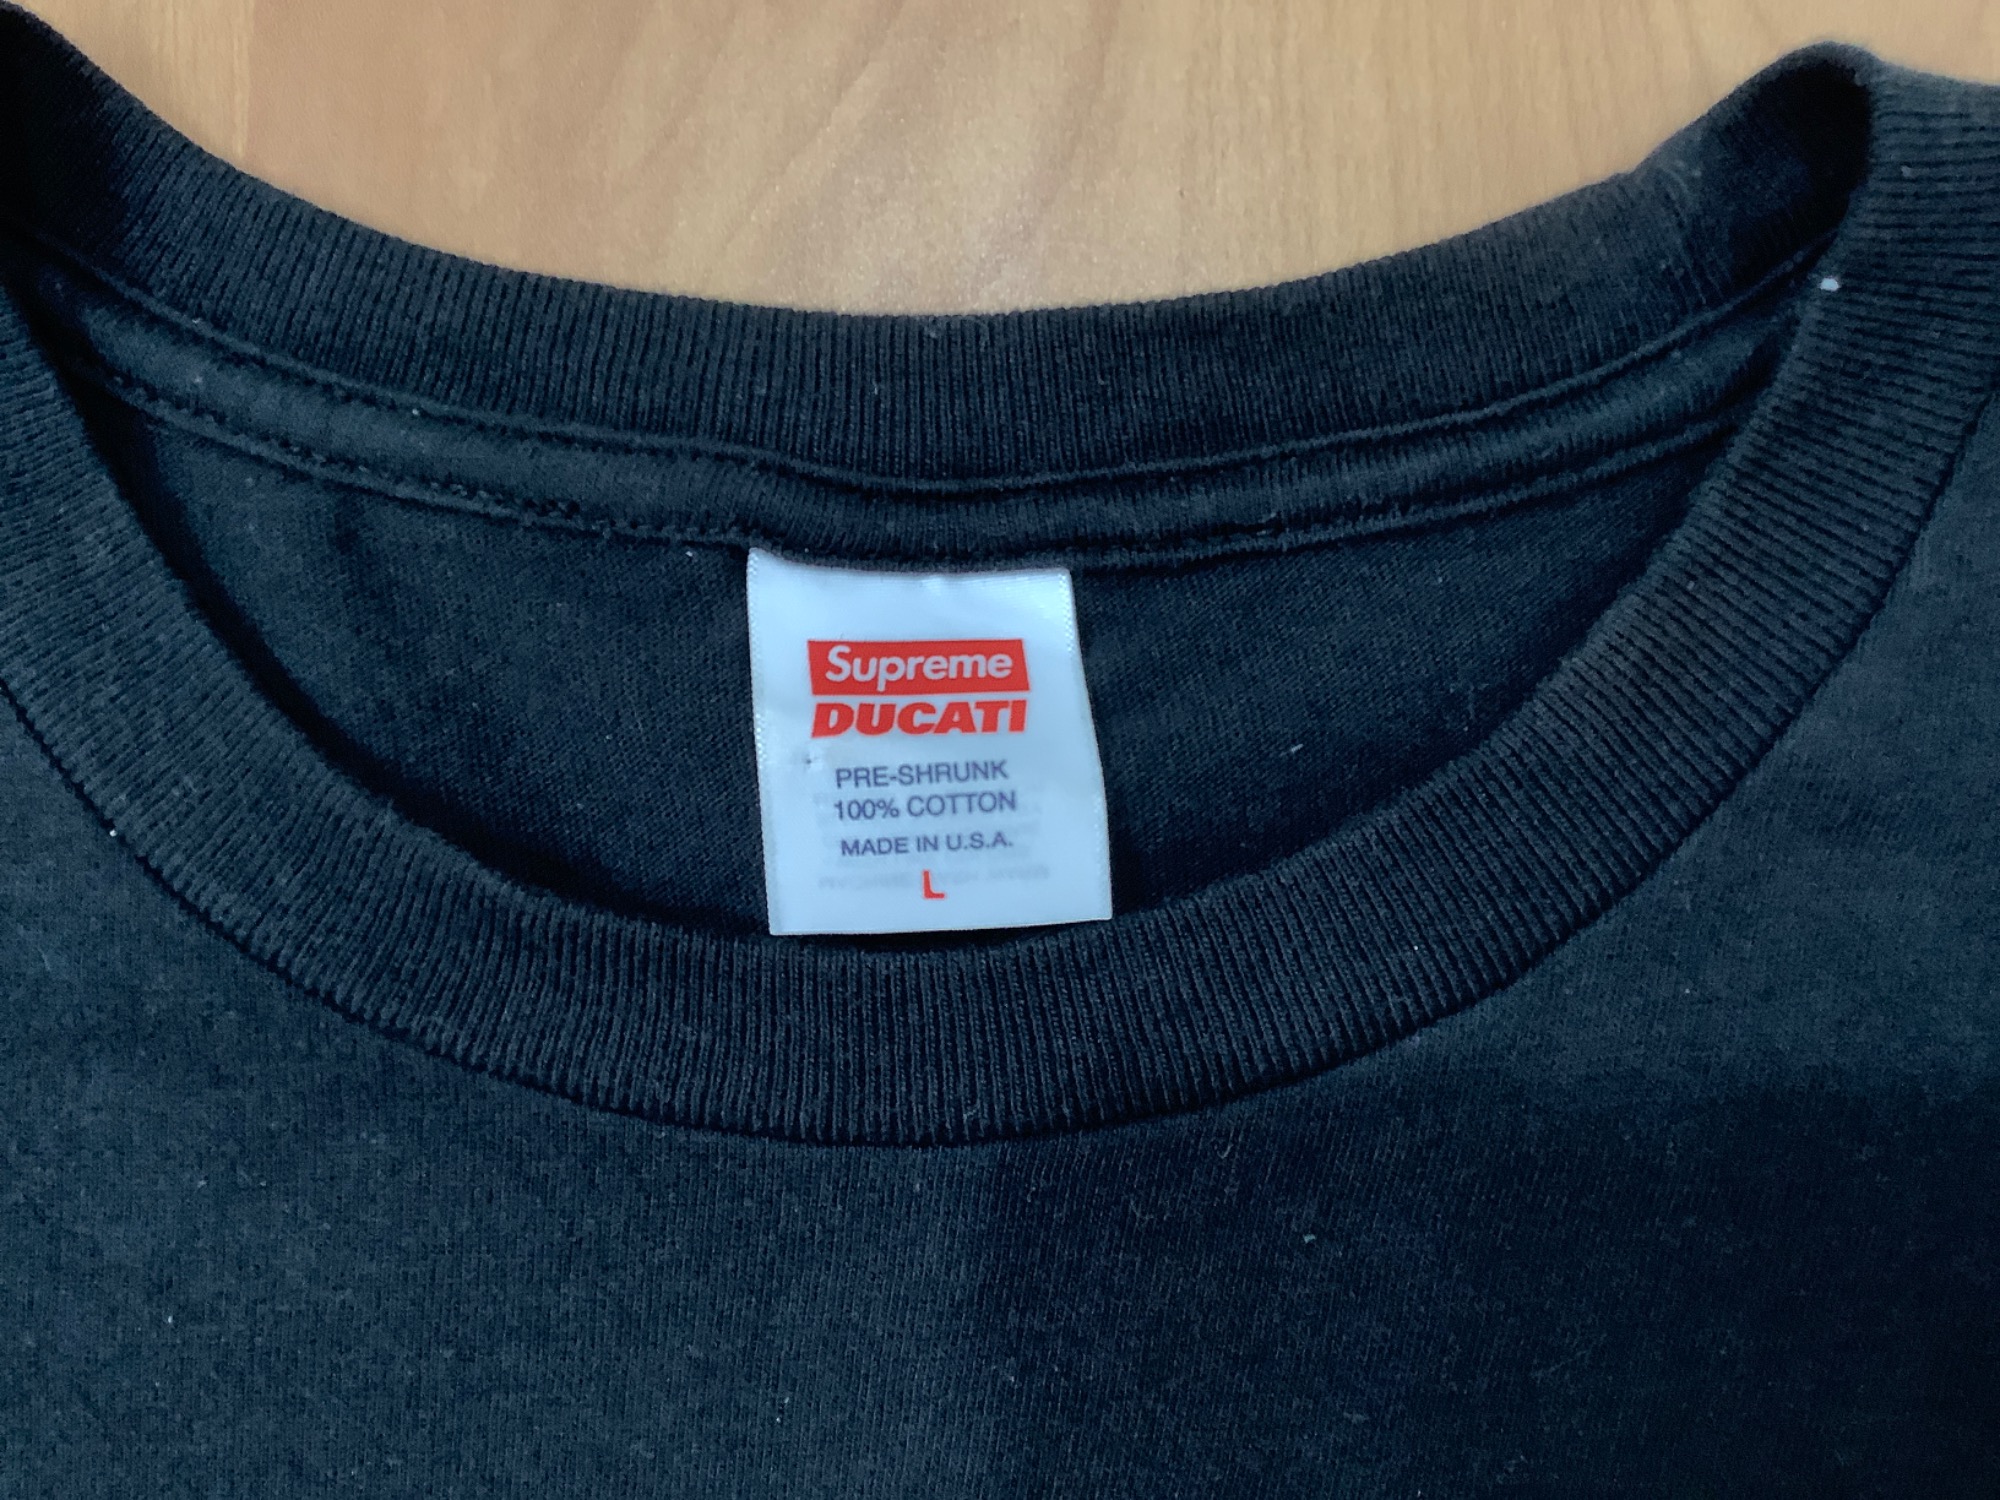 Supreme
DUCATI
PRE-SHRUNK
100% COTTON
MADE IN U.S.A.
L